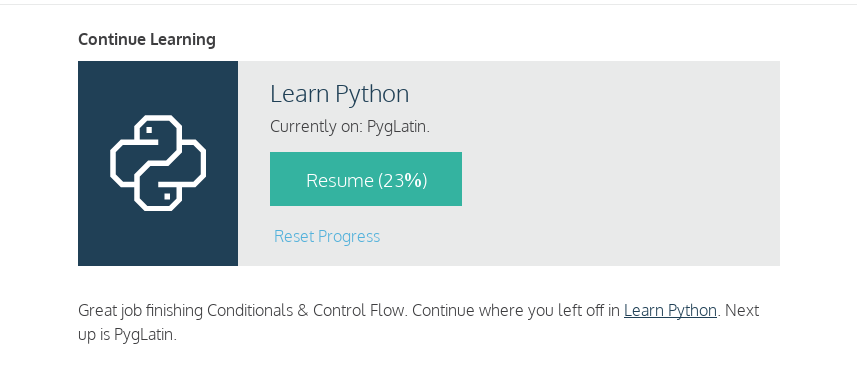 Continue Learning
Learn Python
Currently on: PygLatin.
Resume (23%)
Reset Progress
Great job finishing Conditionals & Control Flow. Continue where you left off in Learn Python. Next
up is PygLatin.